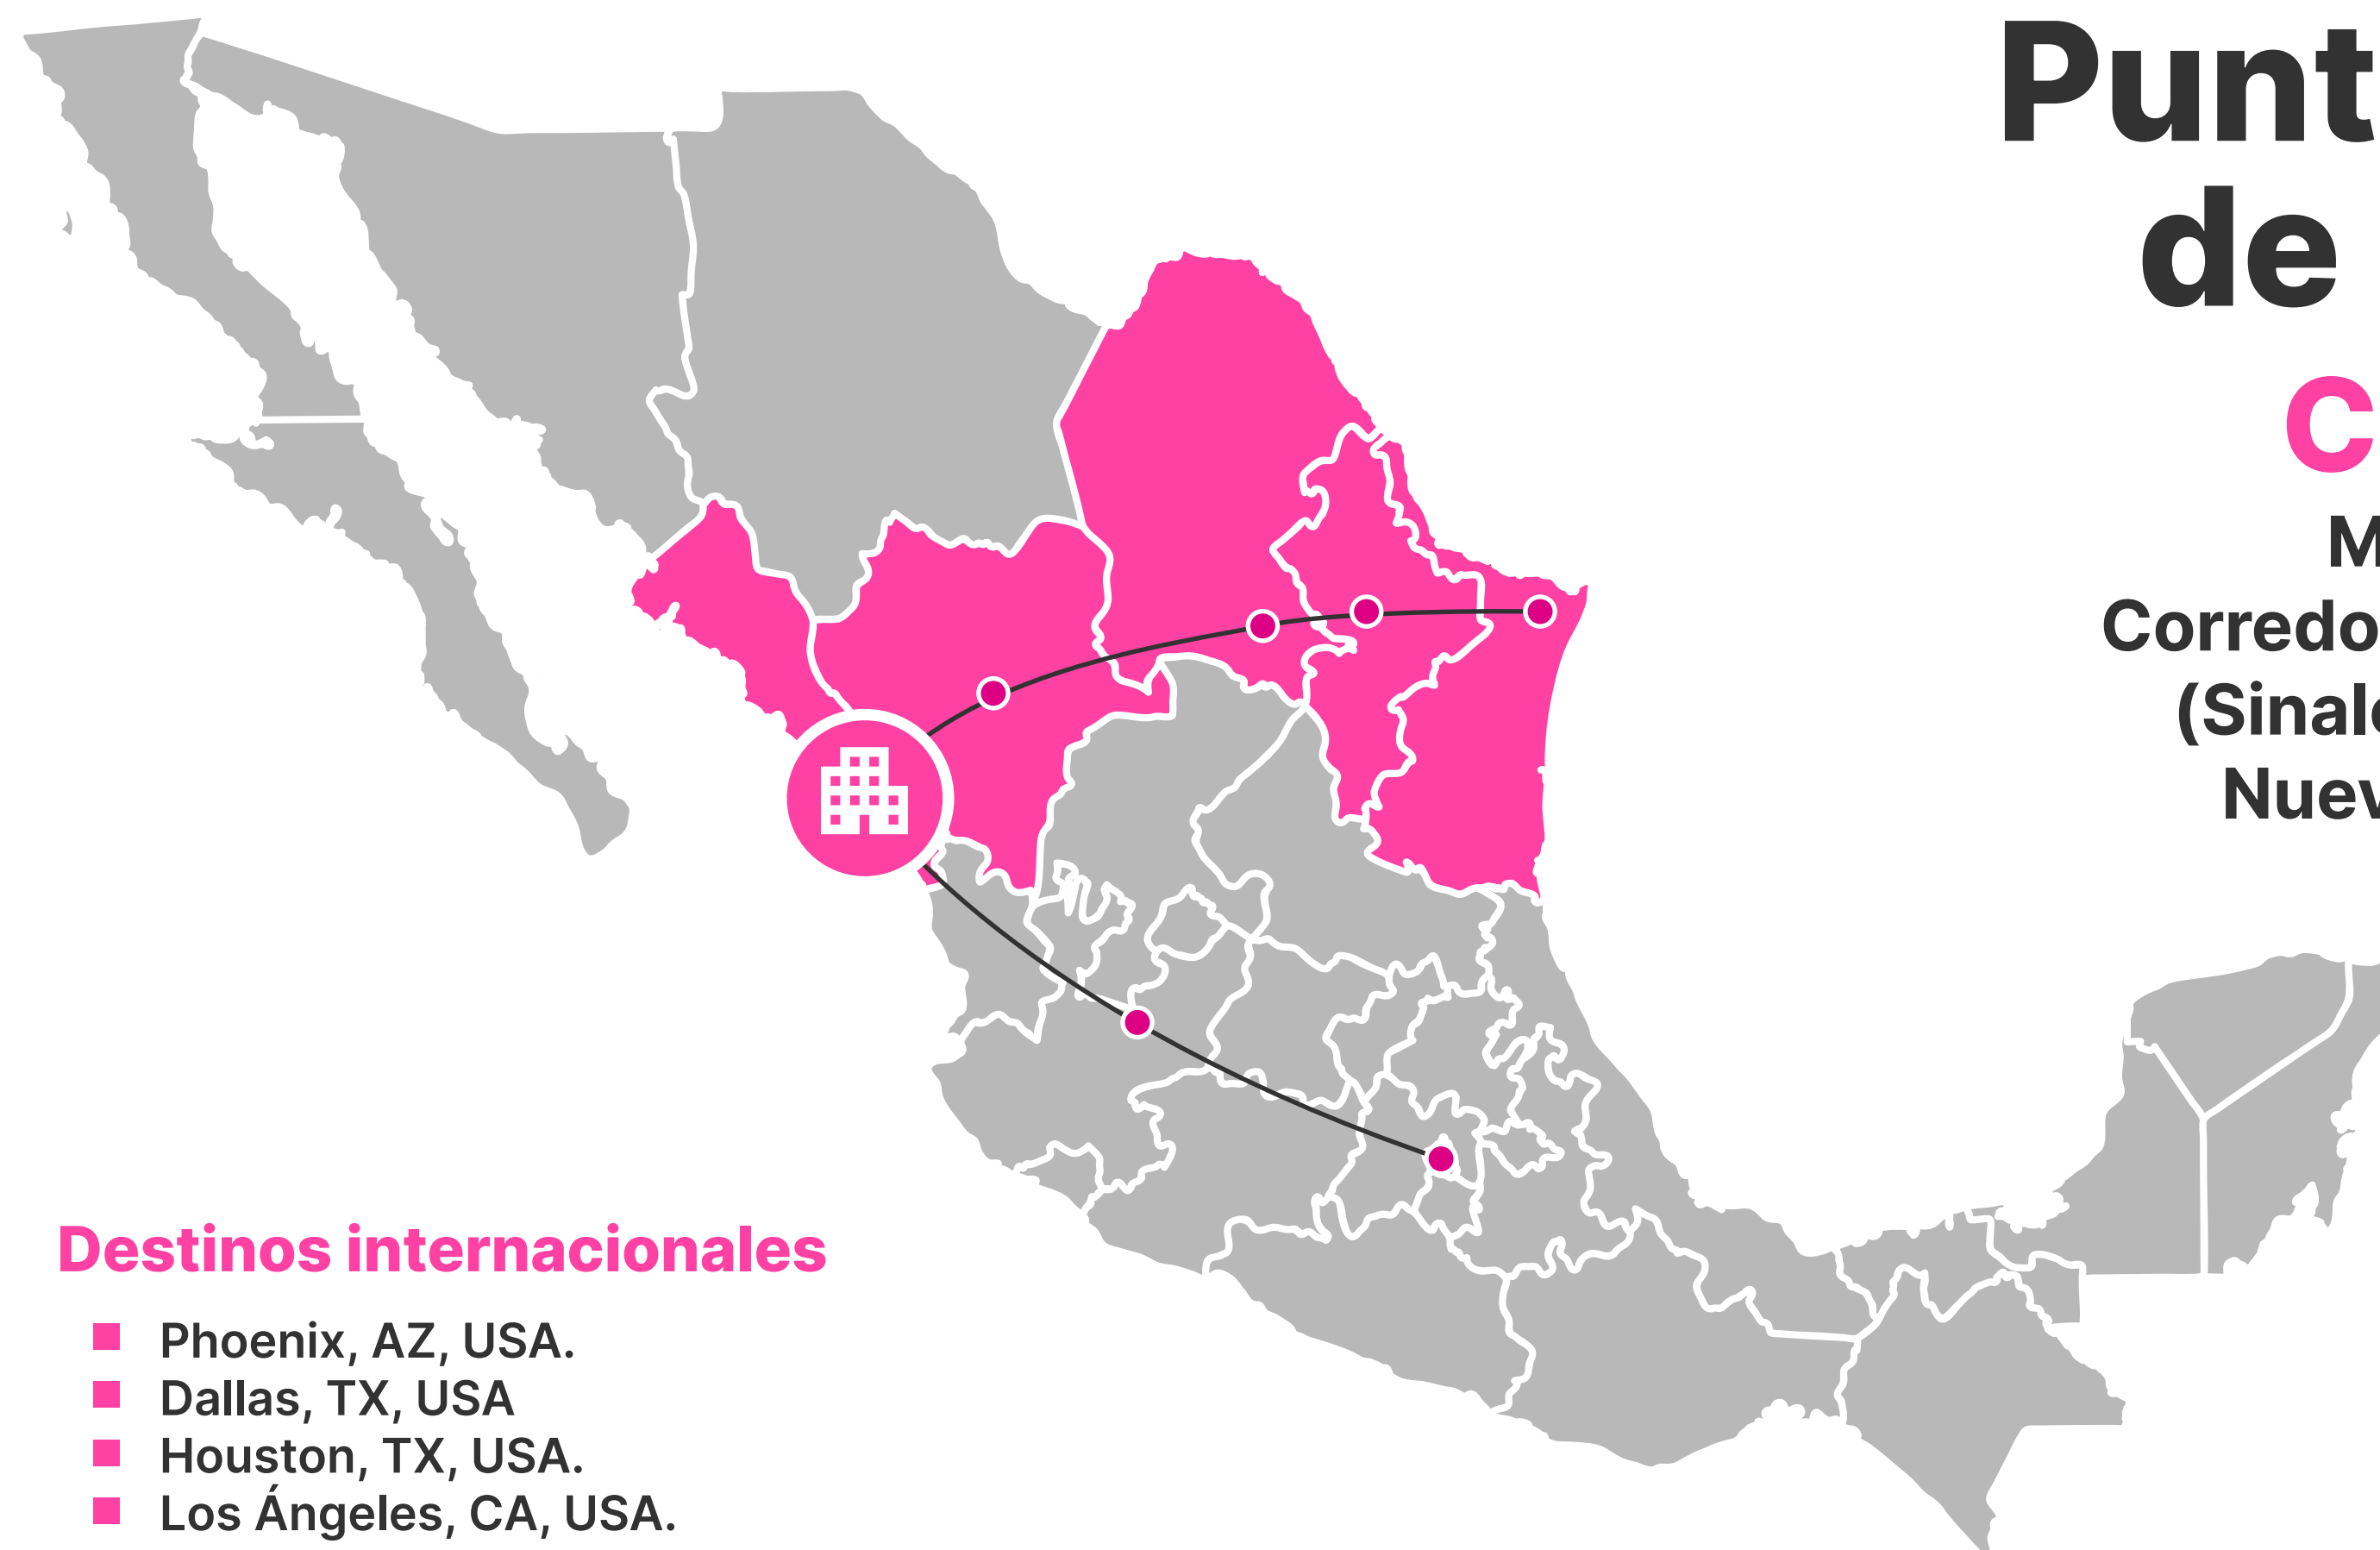 Punt
de
C
M
Corredo
(Sinalo
Nuev
Destinos internacionales
Phoenix, AZ, USA.
Dallas, TX, USA
Houston, TX, USA.
Los Ángeles, CA, USA.